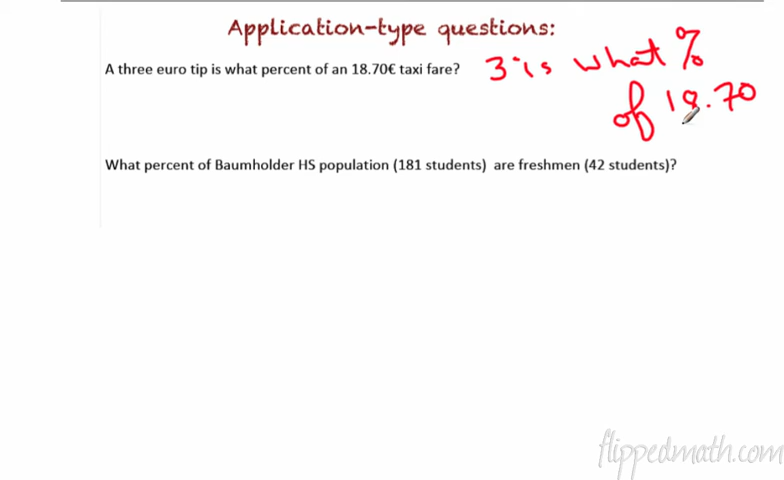 Application-type questions:
A three euro tip is what percent of an 18.70€ taxi fare?
3 is what %
of 18.70
What percent of Baumholder HS population (181 students) are freshmen (42 students)?
flippedmath.com